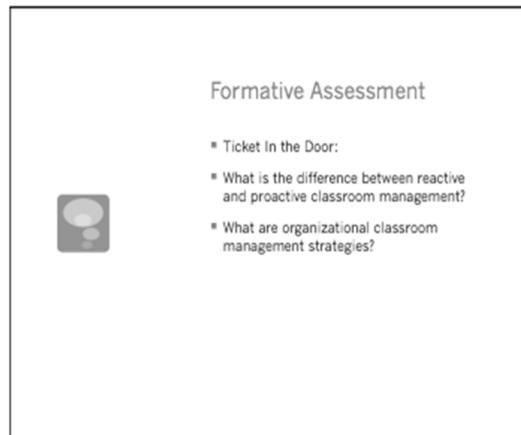 Formative Assessment
▪ Ticket In the Door:
▪ What is the difference between reactive
and proactive classroom management?
▪ What are organizational classroom
management strategies?